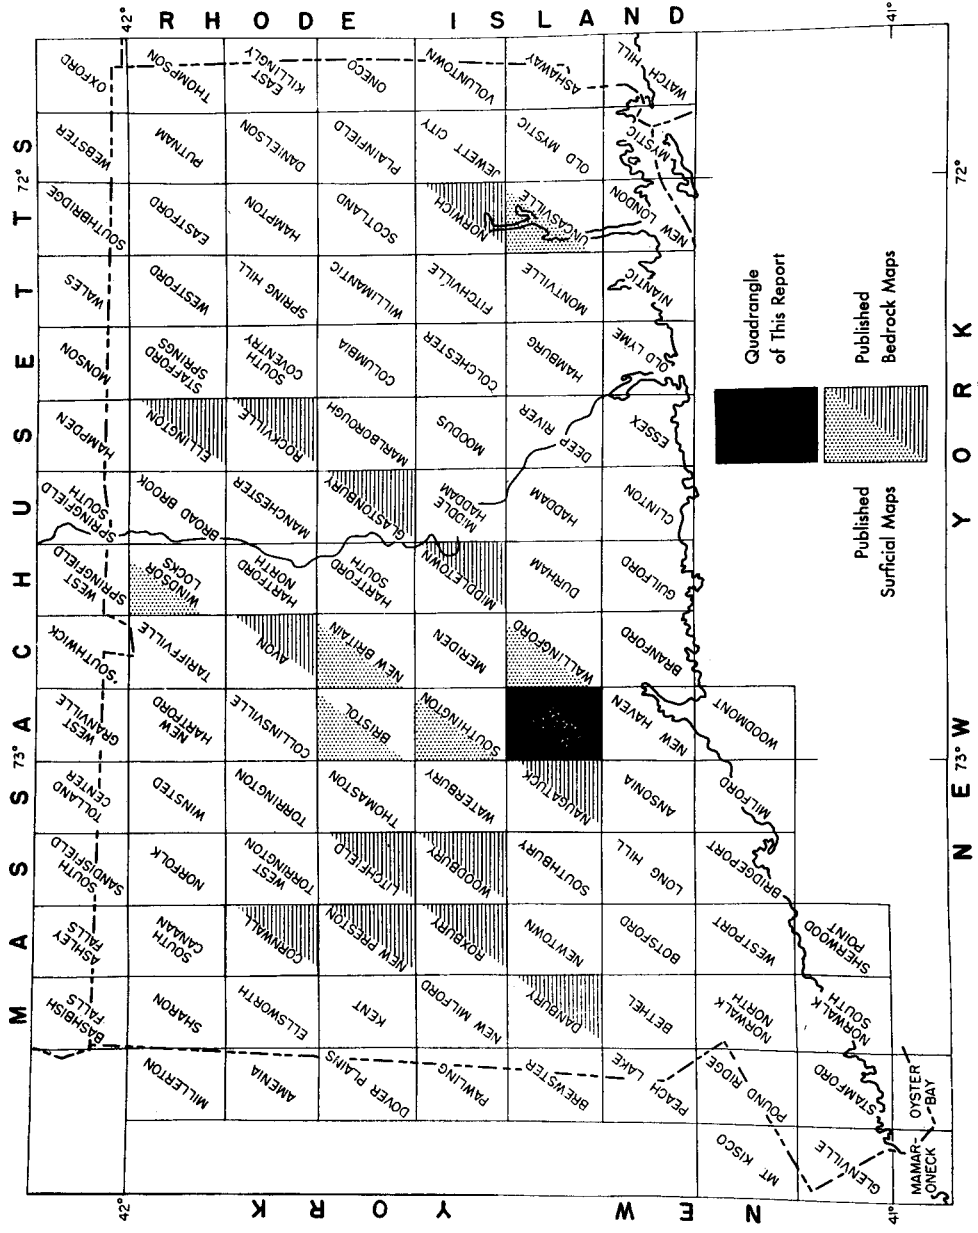 MASSACHUSETTS
73°
72°
BASHBISH
FALLS
ASHLEY
FALLS
SOUTH
SANDISFIELD
TOLLAND
CENTER
WEST
GRANVILLE
SOUTHWICK
WEST
SPRINGFIELD
SPRINGFIELD
SOUTH
HAMPDEN
MONSON
WALES
SOUTHBRIDGE
WEBSTER
OXFORD
42°
42°
MILLERTON
SHARON
SOUTH
CANAAN
NORFOLK
WINSTED
NEW
HARTFORD
TARIFFVILLE
WINDSOR
LOCKS
BROAD BROOK
ELLINGTON
STAFFORD
SPRINGS
WESTFORD
EASTFORD
PUTNAM
THOMPSON
AMENIA
ELLSWORTH
CORNWALL
WEST
TORRINGTON
TORRINGTON
COLLINSVILLE
AVON
HARTFORD
NORTH
MANCHESTER
ROCKVILLE
SOUTH
COVENTRY
SPRING HILL
HAMPTON
DANIELSON
EAST
KILLINGLY
DOVER PLAINS
KENT
NEW PRESTON
LITCHFIELD
THOMASTON
BRISTOL
NEW BRITAIN
HARTFORD
SOUTH
GLASTONBURY
MARLBOROUGH
COLUMBIA
WILLIMANTIC
SCOTLAND
PLAINFIELD
ONECO
PAWLING
NEW MILFORD
ROXBURY
WOODBURY
WATERBURY
SOUTHINGTON
MERIDEN
MIDDLETOWN
MIDDLE
HADDAM
MOODUS
COLCHESTER
FITCHVILLE
NORWICH
JEWETT CITY
VOLUNTOWN
BREWSTER
DANBURY
NEWTOWN
SOUTHBURY
NAUGATUCK
WALLINGFORD
DURHAM
HADDAM
DEEP RIVER
HAMBURG
MONTVILLE
UNCASVILLE
OLD MYSTIC
ASHAWAY
PEACH LAKE
BETHEL
BOTSFORD
LONG HILL
ANSONIA
NEW HAVEN
BRANFORD
GUILFORD
CLINTON
ESSEX
OLD LYME
NIANTIC
NEW LONDON
MYSTIC
WATCH HILL
MT KISCO
POUND RIDGE
NORWALK
NORTH
WESTPORT
BRIDGEPORT
MILFORD
WOODMONT
GLENVILLE
STAMFORD
NORWALK
SOUTH
SHERWOOD
POINT
MAMAR-
ONECK
OYSTER
BAY
Quadrangle
of This Report
Published
Surficial Maps
Published
Bedrock Maps
41°
41°
73°
72°
NEW YORK
NEW YORK
RHODE ISLAND